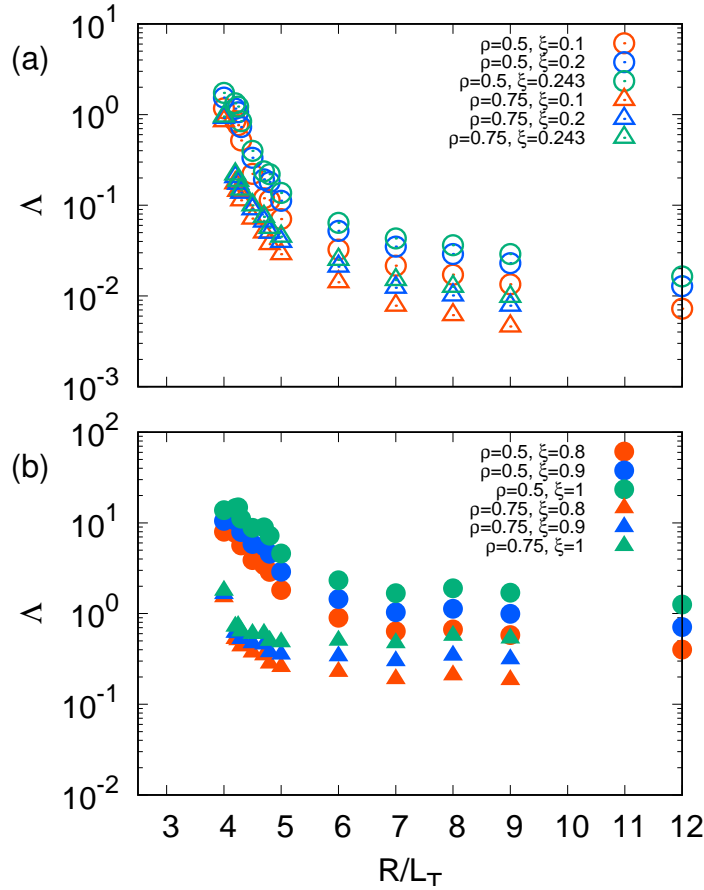 (a)
10^1
10^0
10^-1
10^-2
10^-3
Λ
ρ=0.5, ξ=0.1
ρ=0.5, ξ=0.2
ρ=0.5, ξ=0.243
ρ=0.75, ξ=0.1
ρ=0.75, ξ=0.2
ρ=0.75, ξ=0.243
(b)
10^2
10^1
10^0
10^-1
10^-2
Λ
ρ=0.5, ξ=0.8
ρ=0.5, ξ=0.9
ρ=0.5, ξ=1
ρ=0.75, ξ=0.8
ρ=0.75, ξ=0.9
ρ=0.75, ξ=1
3 4 5 6 7 8 9 10 11 12
R/L_T